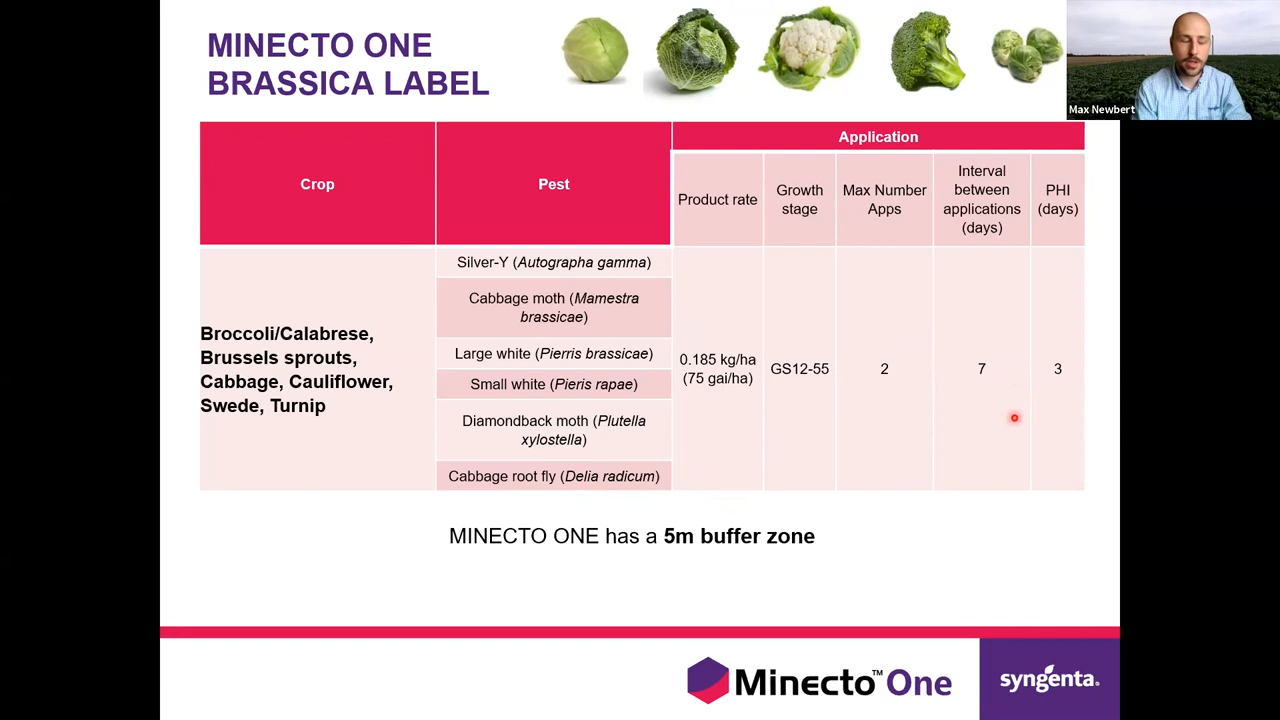 MINECTO ONE
BRASSICA LABEL
Max Newbert
Crop
Pest
Application
Product rate
Growth
stage
Max Number
Apps
Interval
between
applications
(days)
PHI
(days)
Broccoli/Calabrese,
Brussels sprouts,
Cabbage, Cauliflower,
Swede, Turnip
Silver-Y (Autographa gamma)
Cabbage moth (Mamestra
brassicae)
Large white (Pierris brassicae)
Small white (Pieris rapae)
Diamondback moth (Plutella
xylostella)
Cabbage root fly (Delia radicum)
0.185 kg/ha
(75 gai/ha)
GS12-55
2
7
3
MINECTO ONE has a 5m buffer zone
Minecto™ One
syngenta®